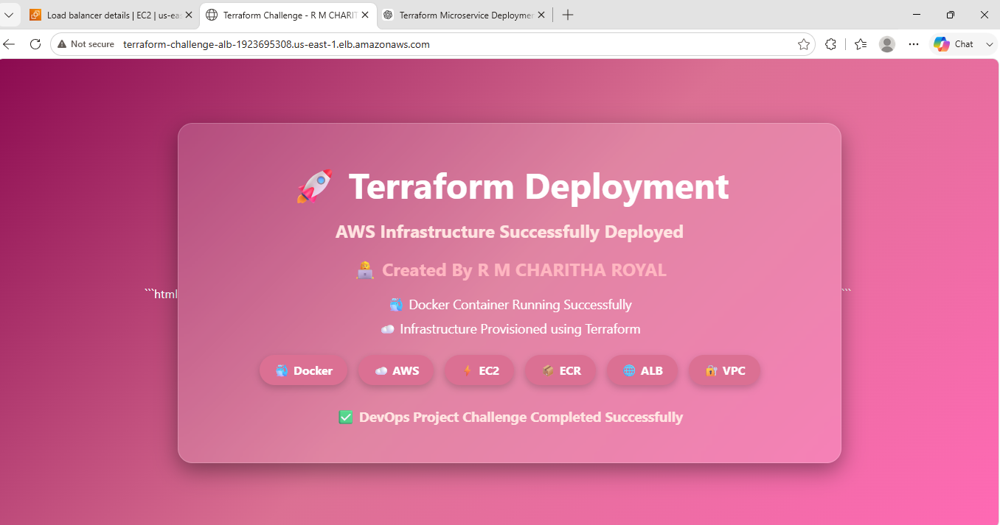 Load balancer details | EC2 | us-eas
Terraform Challenge - R M CHARIT
Terraform Microservice Deploymen
Not secure
terraform-challenge-alb-1923695308.us-east-1.elb.amazonaws.com
Chat
🚀 Terraform Deployment
AWS Infrastructure Successfully Deployed
👩‍💻 Created By R M CHARITHA ROYAL
```html
```
🐳 Docker Container Running Successfully
☁️ Infrastructure Provisioned using Terraform
Docker
AWS
EC2
ECR
ALB
VPC
✅ DevOps Project Challenge Completed Successfully